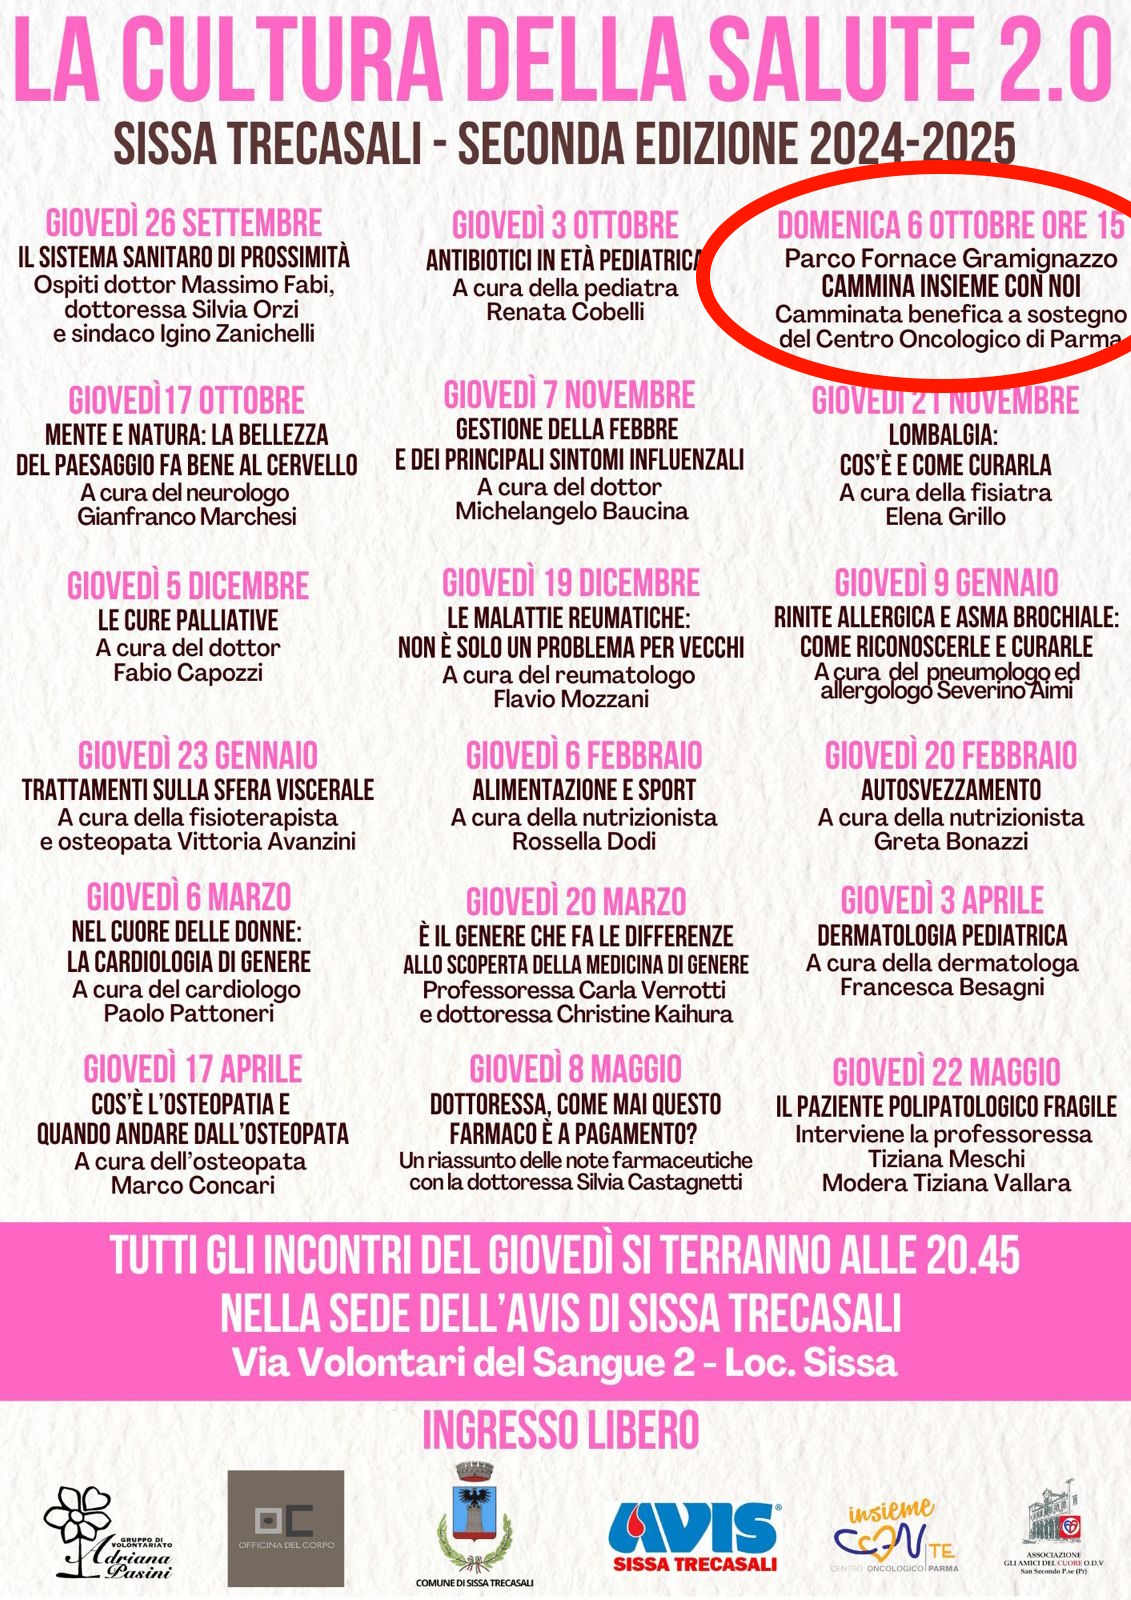 LA CULTURA DELLA SALUTE 2.0
SISSA TRECASALI - SECONDA EDIZIONE 2024-2025
GIOVEDÌ 26 SETTEMBRE
IL SISTEMA SANITARO DI PROSSIMITÀ
Ospiti dottor Massimo Fabi,
dottoressa Silvia Orzi
e sindaco Igino Zanichelli
GIOVEDÌ 3 OTTOBRE
ANTIBIOTICI IN ETÀ PEDIATRICA
A cura della pediatra
Renata Cobelli
DOMENICA 6 OTTOBRE ORE 15
Parco Fornace Gramignazzo
CAMMINA INSIEME CON NOI
Camminata benefica a sostegno
del Centro Oncologico di Parma
GIOVEDÌ 17 OTTOBRE
MENTE E NATURA: LA BELLEZZA
DEL PAESAGGIO FA BENE AL CERVELLO
A cura del neurologo
Gianfranco Marchesi
GIOVEDÌ 7 NOVEMBRE
GESTIONE DELLA FEBBRE
E DEI PRINCIPALI SINTOMI INFLUENZALI
A cura del dottor
Michelangelo Baucina
GIOVEDÌ 21 NOVEMBRE
LOMBALGIA:
COS'È E COME CURARLA
A cura della fisiatra
Elena Grillo
GIOVEDÌ 5 DICEMBRE
LE CURE PALLIATIVE
A cura del dottor
Fabio Capozzi
GIOVEDÌ 19 DICEMBRE
LE MALATTIE REUMATICHE:
NON È SOLO UN PROBLEMA PER VECCHI
A cura del reumatologo
Flavio Mozzani
GIOVEDÌ 9 GENNAIO
RINITE ALLERGICA E ASMA BROCHIALE:
COME RICONOSCERLE E CURARLE
A cura del pneumologo ed
allergologo Severino Aimi
GIOVEDÌ 23 GENNAIO
TRATTAMENTI SULLA SFERA VISCERALE
A cura della fisioterapista
e osteopata Vittoria Avanzini
GIOVEDÌ 6 FEBBRAIO
ALIMENTAZIONE E SPORT
A cura della nutrizionista
Rossella Dodi
GIOVEDÌ 20 FEBBRAIO
AUTOSVEZZAMENTO
A cura della nutrizionista
Greta Bonazzi
GIOVEDÌ 6 MARZO
NEL CUORE DELLE DONNE:
LA CARDIOLOGIA DI GENERE
A cura del cardiologo
Paolo Pattoneri
GIOVEDÌ 20 MARZO
È IL GENERE CHE FA LE DIFFERENZE
ALLO SCOPERTA DELLA MEDICINA DI GENERE
Professoressa Carla Verrotti
e dottoressa Christine Kaihura
GIOVEDÌ 3 APRILE
DERMATOLOGIA PEDIATRICA
A cura della dermatologa
Francesca Besagni
GIOVEDÌ 17 APRILE
COS'È L'OSTEOPATIA E
QUANDO ANDARE DALL'OSTEOPATA
A cura dell'osteopata
Marco Concari
GIOVEDÌ 8 MAGGIO
DOTTORESSA, COME MAI QUESTO
FARMACO È A PAGAMENTO?
Un riassunto delle note farmaceutiche
con la dottoressa Silvia Castagnetti
GIOVEDÌ 22 MAGGIO
IL PAZIENTE POLIPATOLOGICO FRAGILE
Interviene la professoressa
Tiziana Meschi
Modera Tiziana Vallara
TUTTI GLI INCONTRI DEL GIOVEDÌ SI TERRANNO ALLE 20.45
NELLA SEDE DELL'AVIS DI SISSA TRECASALI
Via Volontari del Sangue 2 - Loc. Sissa
INGRESSO LIBERO
GRUPPO DI
VOLONTARIATO
Adriana
Pasini
OC
OFFICINA DEL CORPO
COMUNE DI SISSA TRECASALI
AVIS®
SISSA TRECASALI
insieme
CON TE
CENTRO ONCOLOGICO PARMA
ASSOCIAZIONE
GLI AMICI DEL CUORE O.D.V
San Secondo P.se (Pr)